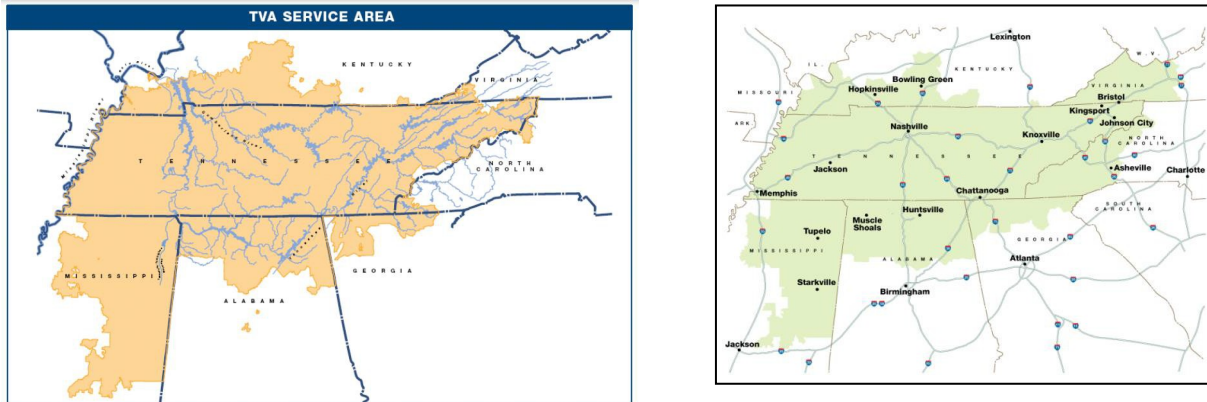 TVA SERVICE AREA
KENTUCKY
VIRGINIA
TENNESSEE
NORTH
CAROLINA
MISSISSIPPI
GEORGIA
ALABAMA
Lexington
IL.
W.V.
KENTUCKY
Bowling Green
Hopkinsville
MISSOURI
VIRGINIA
Bristol
Kingsport
Johnson City
ARK.
Nashville
Knoxville
NORTH
CAROLINA
TENNESSEE
Jackson
Asheville
Charlotte
Memphis
Chattanooga
SOUTH
CAROLINA
Huntsville
Muscle
Shoals
Tupelo
GEORGIA
MISSISSIPPI
ALABAMA
Atlanta
Starkville
Birmingham
Jackson